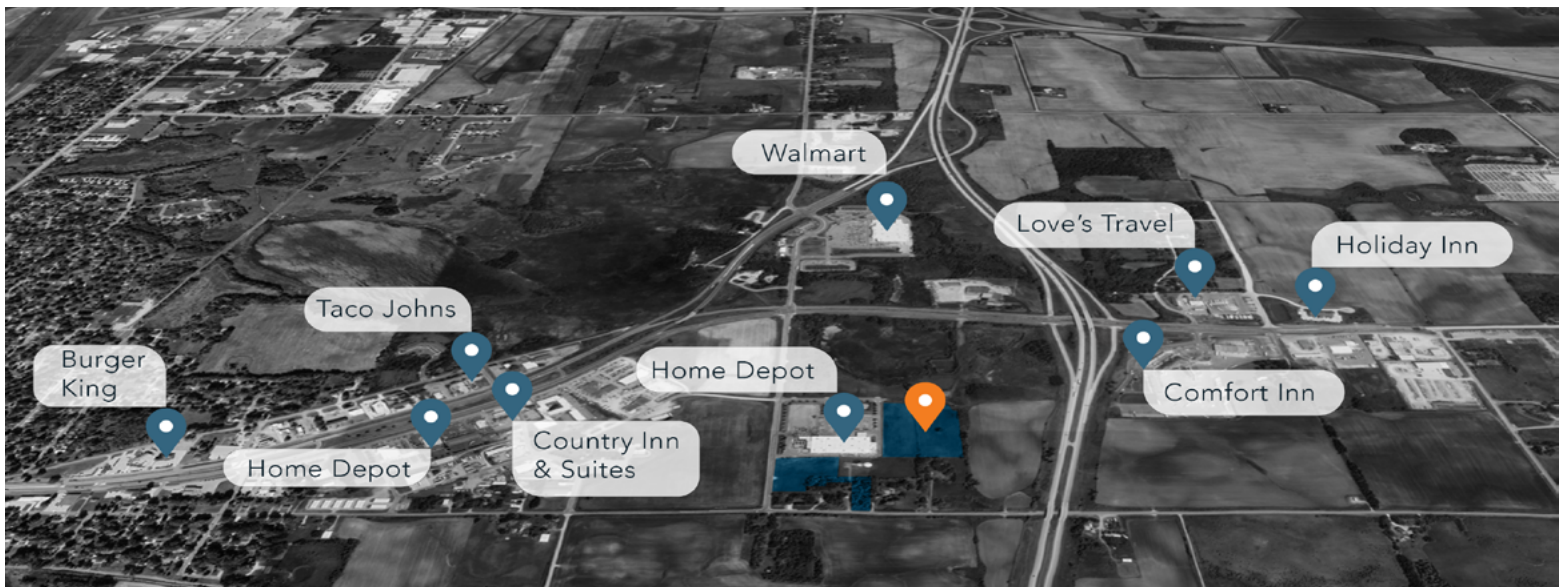 Walmart
Love's Travel
Holiday Inn
Taco Johns
Burger
King
Home Depot
Comfort Inn
Country Inn
& Suites
Home Depot